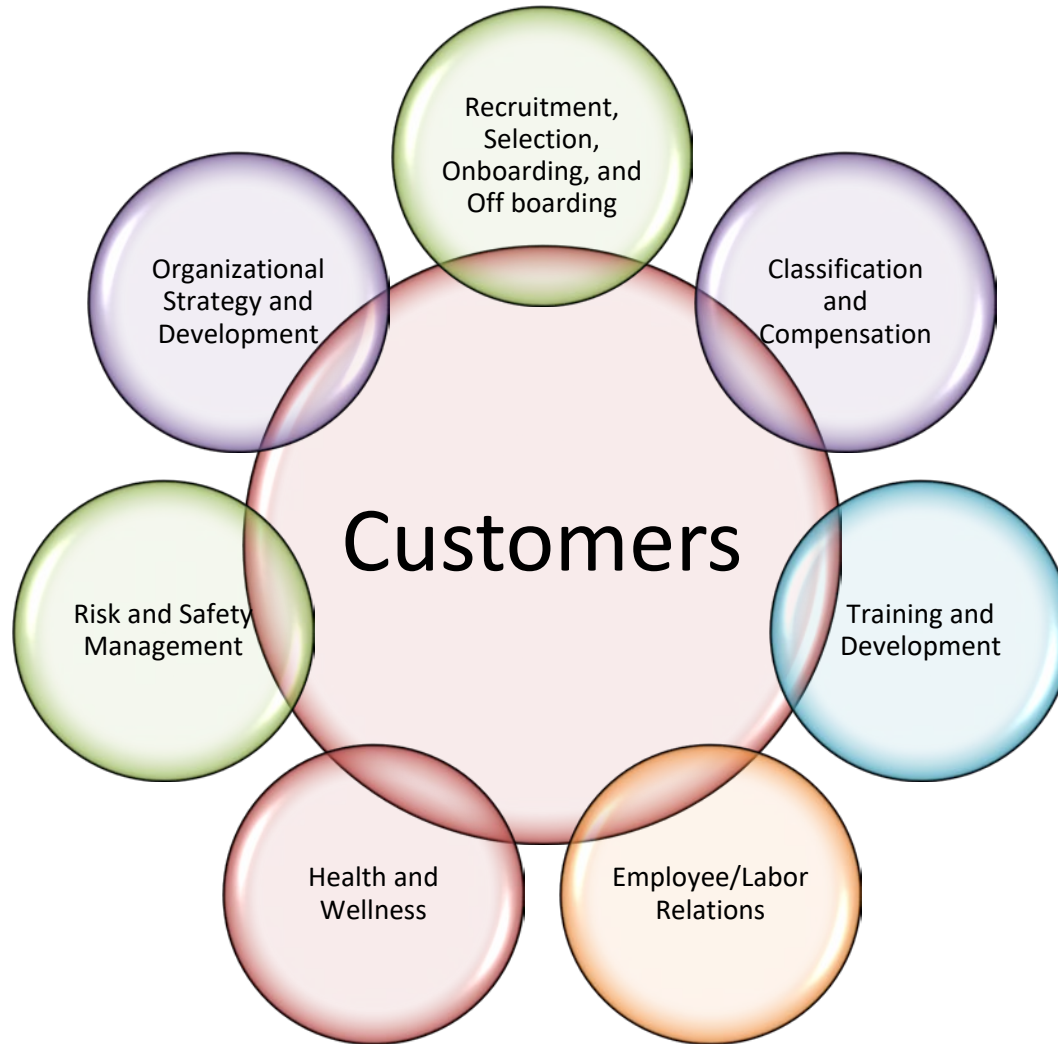 Recruitment,
Selection,
Onboarding, and
Off boarding
Organizational
Strategy and
Development
Classification
and
Compensation
Customers
Risk and Safety
Management
Training and
Development
Health and
Wellness
Employee/Labor
Relations